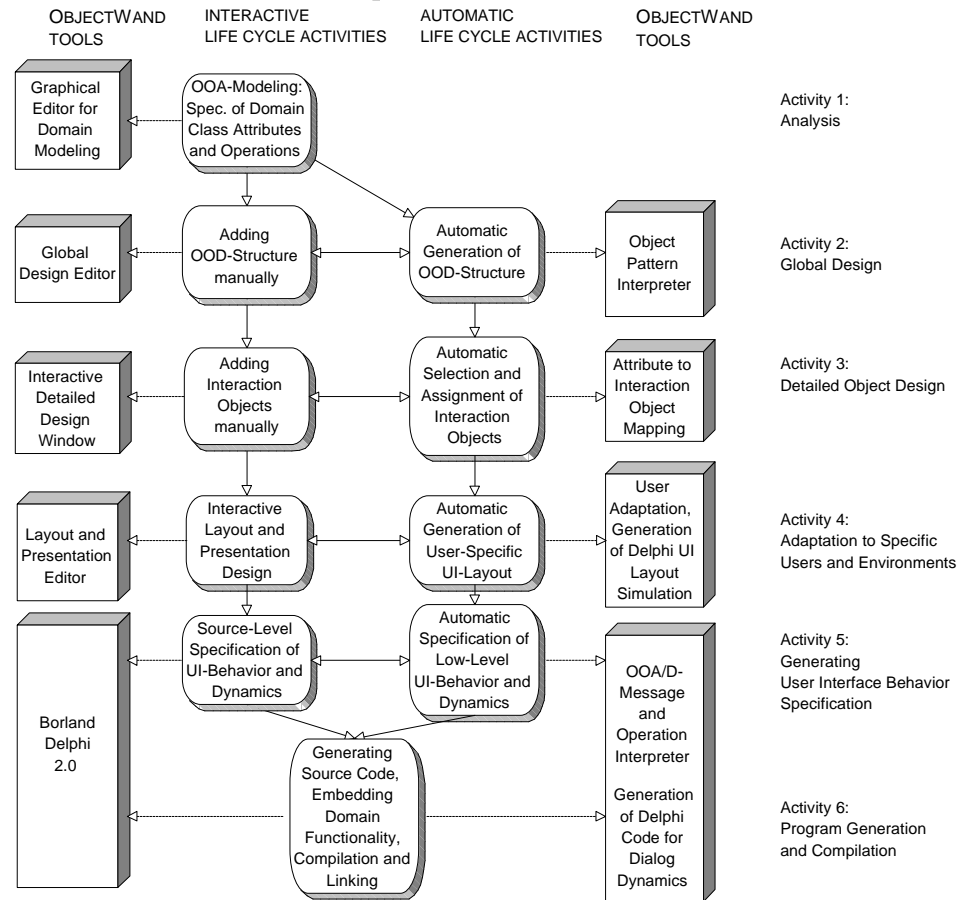 OBJECTWAND
TOOLS
INTERACTIVE
LIFE CYCLE ACTIVITIES
AUTOMATIC
LIFE CYCLE ACTIVITIES
OBJECTWAND
TOOLS
Graphical
Editor for
Domain
Modeling
OOA-Modeling:
Spec. of Domain
Class Attributes
and Operations
Activity 1:
Analysis
Global
Design Editor
Adding
OOD-Structure
manually
Automatic
Generation of
OOD-Structure
Object
Pattern
Interpreter
Activity 2:
Global Design
Interactive
Detailed
Design
Window
Adding
Interaction
Objects
manually
Automatic
Selection and
Assignment of
Interaction
Objects
Attribute to
Interaction
Object
Mapping
Activity 3:
Detailed Object Design
Layout and
Presentation
Editor
Interactive
Layout and
Presentation
Design
Automatic
Generation of
User-Specific
UI-Layout
User
Adaptation,
Generation
of Delphi UI
Layout
Simulation
Activity 4:
Adaptation to Specific
Users and Environments
Borland
Delphi
2.0
Source-Level
Specification of
UI-Behavior and
Dynamics
Automatic
Specification of
Low-Level
UI-Behavior and
Dynamics
OOA/D-
Message
and
Operation
Interpreter
Activity 5:
Generating
User Interface Behavior
Specification
Generating
Source Code,
Embedding
Domain
Functionality,
Compilation and
Linking
Generation
of Delphi
Code for
Dialog
Dynamics
Activity 6:
Program Generation
and Compilation